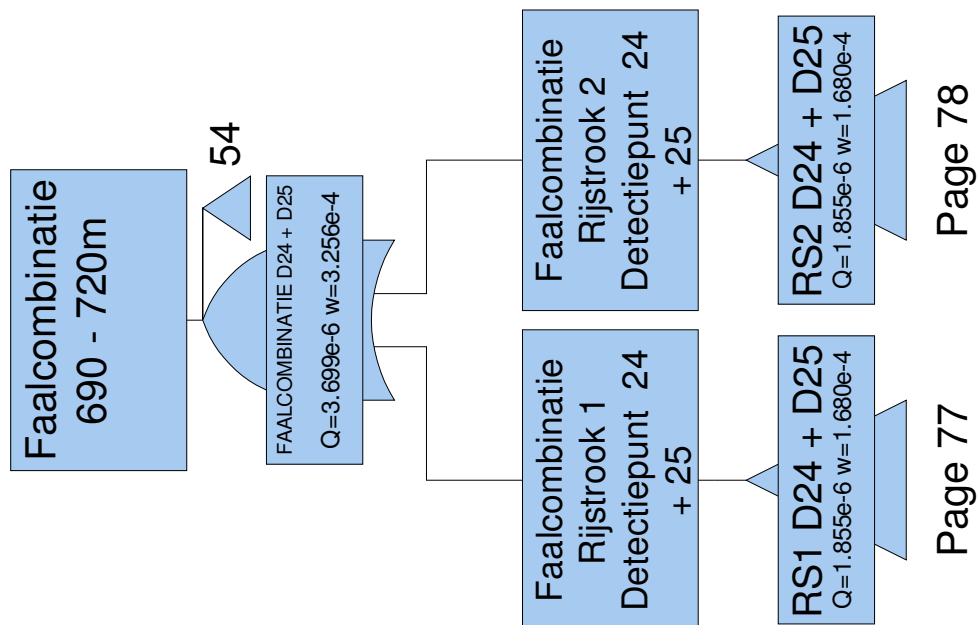 Faalcombinatie
690 - 720m
54
FAALCOMBINATIE D24 + D25
Q=3.699e-6 w=3.256e-4
Faalcombinatie
Rijstrook 1
Detectiepunt 24
+ 25
RS1 D24 + D25
Q=1.855e-6 w=1.680e-4
Page 77
Faalcombinatie
Rijstrook 2
Detectiepunt 24
+ 25
RS2 D24 + D25
Q=1.855e-6 w=1.680e-4
Page 78